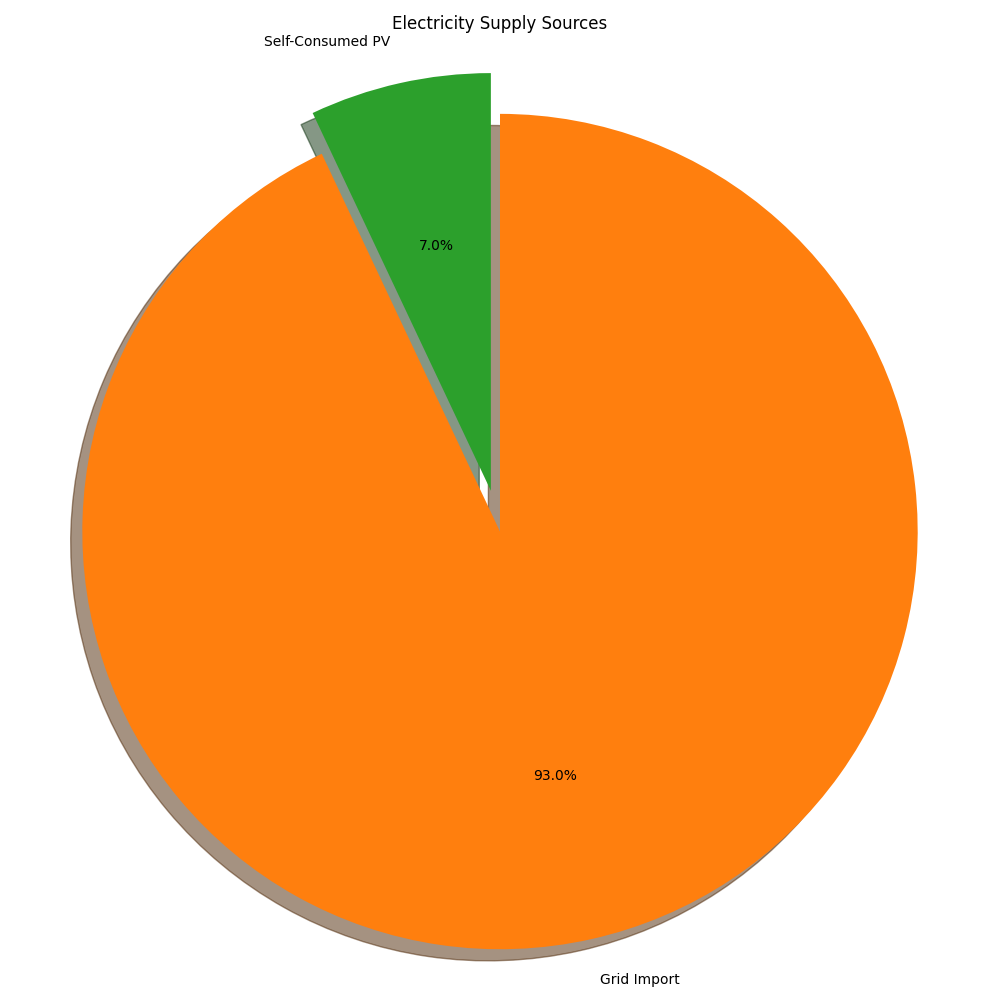 Electricity Supply Sources
Self-Consumed PV
7.0%
93.0%
Grid Import